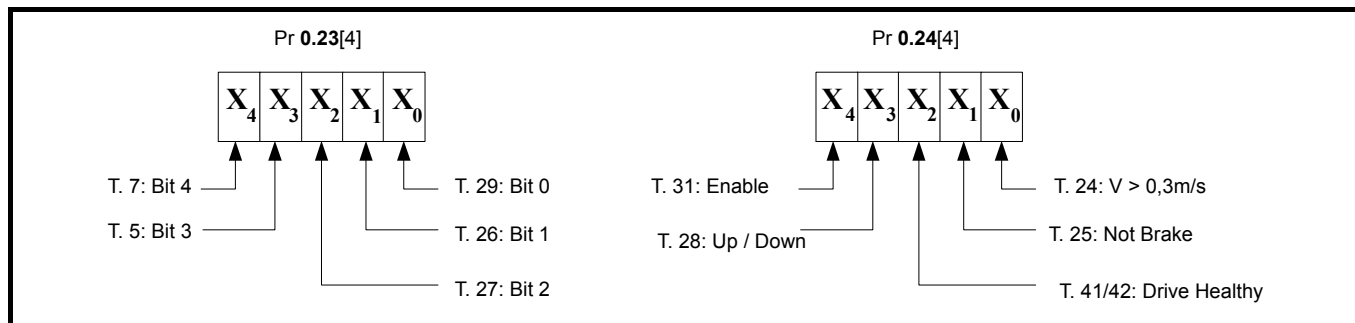 Pr 0.23[4]
X4 X3 X2 X1 X0
T. 7: Bit 4
T. 5: Bit 3
T. 29: Bit 0
T. 26: Bit 1
T. 27: Bit 2
Pr 0.24[4]
X4 X3 X2 X1 X0
T. 31: Enable
T. 28: Up / Down
T. 24: V > 0,3m/s
T. 25: Not Brake
T. 41/42: Drive Healthy